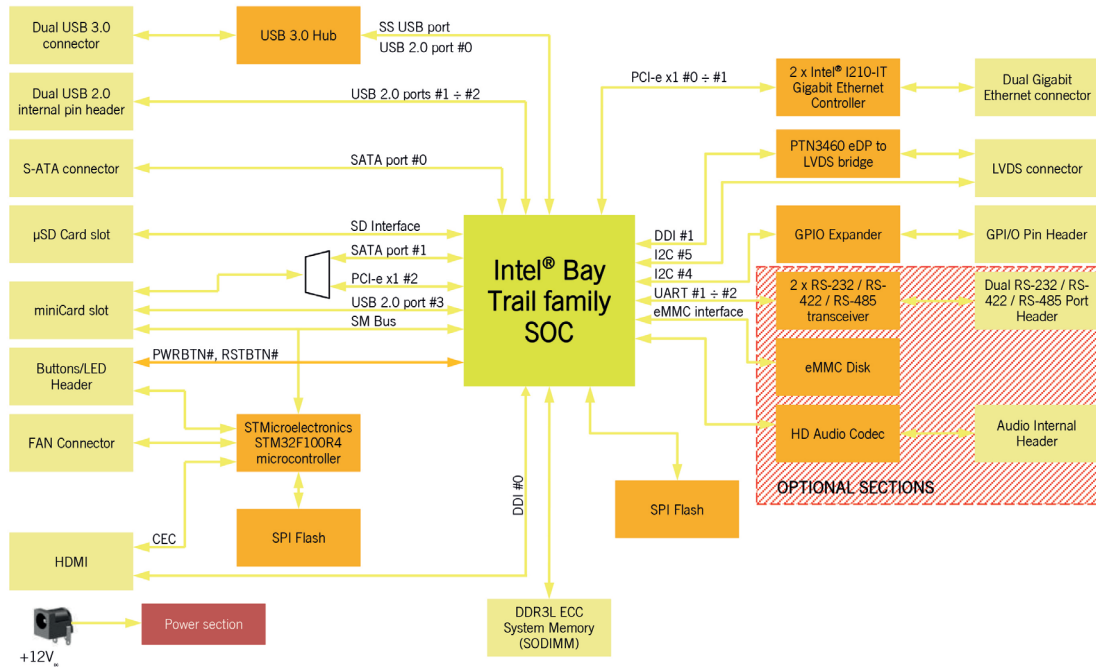 Dual USB 3.0
connector
USB 3.0 Hub
SS USB port
USB 2.0 port #0
Dual USB 2.0
internal pin header
USB 2.0 ports #1 ÷ #2
S-ATA connector
SATA port #0
µSD Card slot
SD Interface
SATA port #1
PCI-e x1 #2
miniCard slot
USB 2.0 port #3
SM Bus
Buttons/LED
Header
PWRBTN#, RSTBTN#
FAN Connector
STMicroelectronics
STM32F100R4
microcontroller
SPI Flash
CEC
HDMI
+12V
Power section
Intel® Bay
Trail family
SOC
DDI #0
DDR3L ECC
System Memory
(SODIMM)
SPI Flash
PCI-e x1 #0 ÷ #1
2 x Intel® I210-IT
Gigabit Ethernet
Controller
Dual Gigabit
Ethernet connector
PTN3460 eDP to
LVDS bridge
LVDS connector
DDI #1
I2C #5
I2C #4
UART #1 ÷ #2
eMMC interface
GPIO Expander
GPI/O Pin Header
2 x RS-232 / RS-
422 / RS-485
transceiver
Dual RS-232 / RS-
422 / RS-485 Port
Header
eMMC Disk
HD Audio Codec
Audio Internal
Header
OPTIONAL SECTIONS